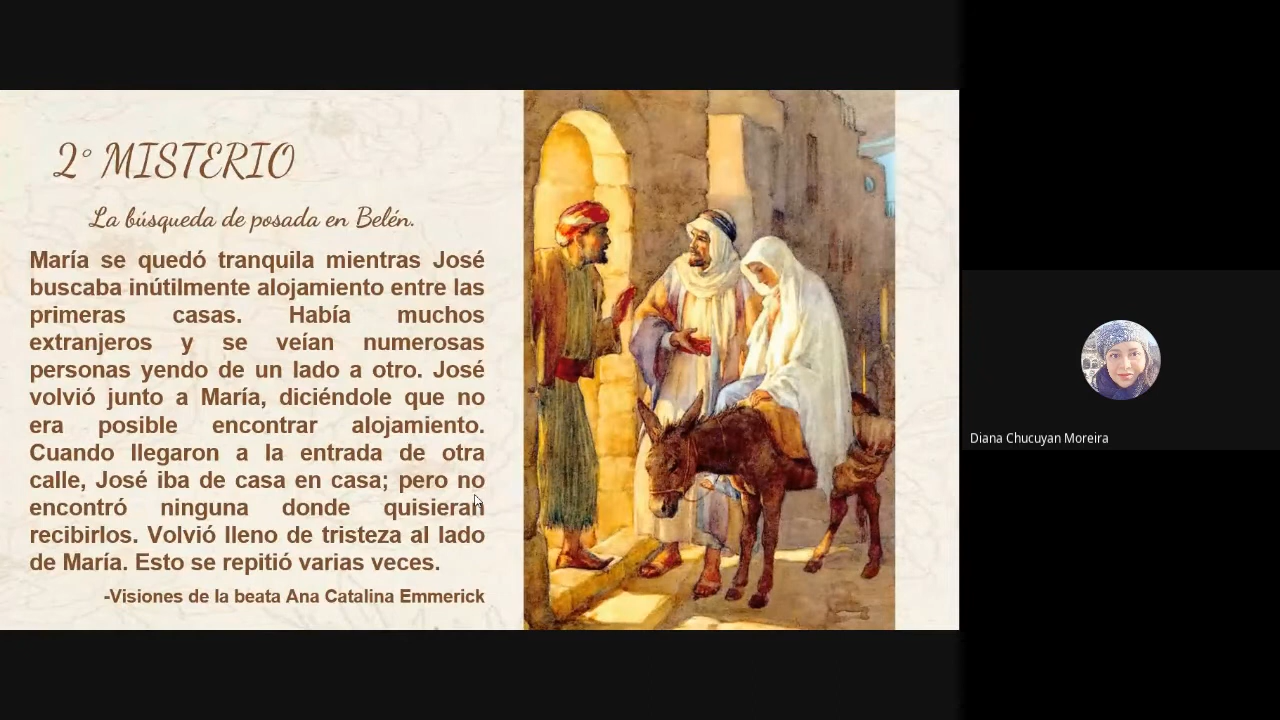 2° MISTERIO
La búsqueda de posada en Belén.
María se quedó tranquila mientras José
buscaba inútilmente alojamiento entre las
primeras casas. Había muchos
extranjeros y se veían numerosas
personas yendo de un lado a otro. José
volvió junto a María, diciéndole que no
era posible encontrar alojamiento.
Cuando llegaron a la entrada de otra
calle, José iba de casa en casa; pero no
encontró ninguna donde quisieran
recibirlos. Volvió lleno de tristeza al lado
de María. Esto se repitió varias veces.
-Visiones de la beata Ana Catalina Emmerick
Diana Chucuyan Moreira